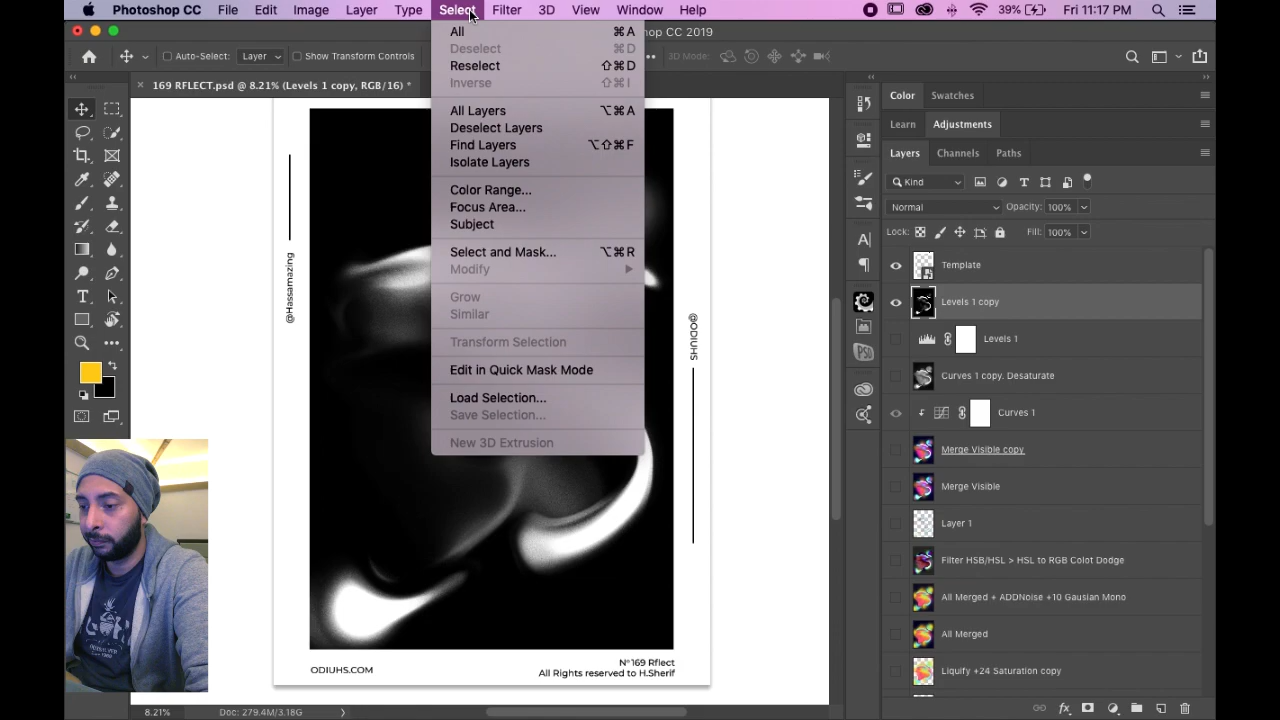 Photoshop CC File Edit Image Layer Type Select Filter 3D View Window Help 39% Fri 11:17 PM
hop CC 2019
Auto-Select: Layer Show Transform Controls 3D Mode:
169 RFLECT.psd @ 8.21% (Levels 1 copy, RGB/16) *
All ⌘A
Deselect ⌘D
Reselect ⇧⌘D
Inverse ⇧⌘I
All Layers ⌥⌘A
Deselect Layers
Find Layers ⌥⇧⌘F
Isolate Layers
Color Range...
Focus Area...
Subject
Select and Mask... ⌥⌘R
Modify
Grow
Similar
Transform Selection
Edit in Quick Mask Mode
Load Selection...
Save Selection...
New 3D Extrusion
@Hassesmaszing
@ODIUHS
ODIUHS.COM
N°169 Rflect
All Rights reserved to H.Sherif
8.21% Doc: 279.4M/3.18G
Color Swatches
Learn Adjustments
Layers Channels Paths
Kind
Normal Opacity: 100%
Lock: Fill: 100%
Template
Levels 1 copy
Levels 1
Curves 1 copy. Desaturate
Curves 1
Merge Visible copy
Merge Visible
Layer 1
Filter HSB/HSL > HSL to RGB Colot Dodge
All Merged + ADDNoise +10 Gausian Mono
All Merged
Liquify +24 Saturation copy